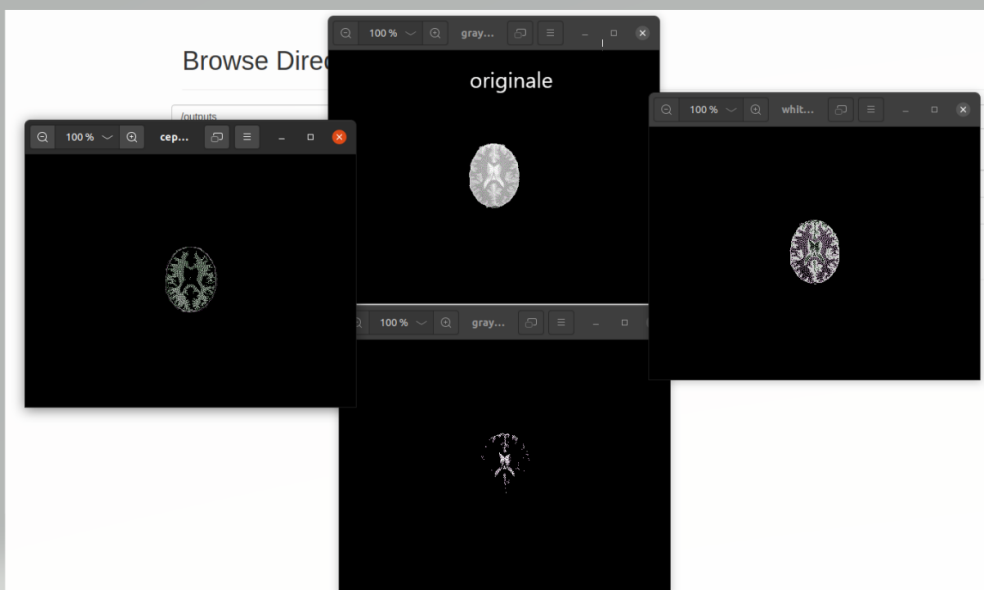 100 % gray...
Browse Direc
originale
/outputs
100 % whit...
100 % cep...
100 % gray...